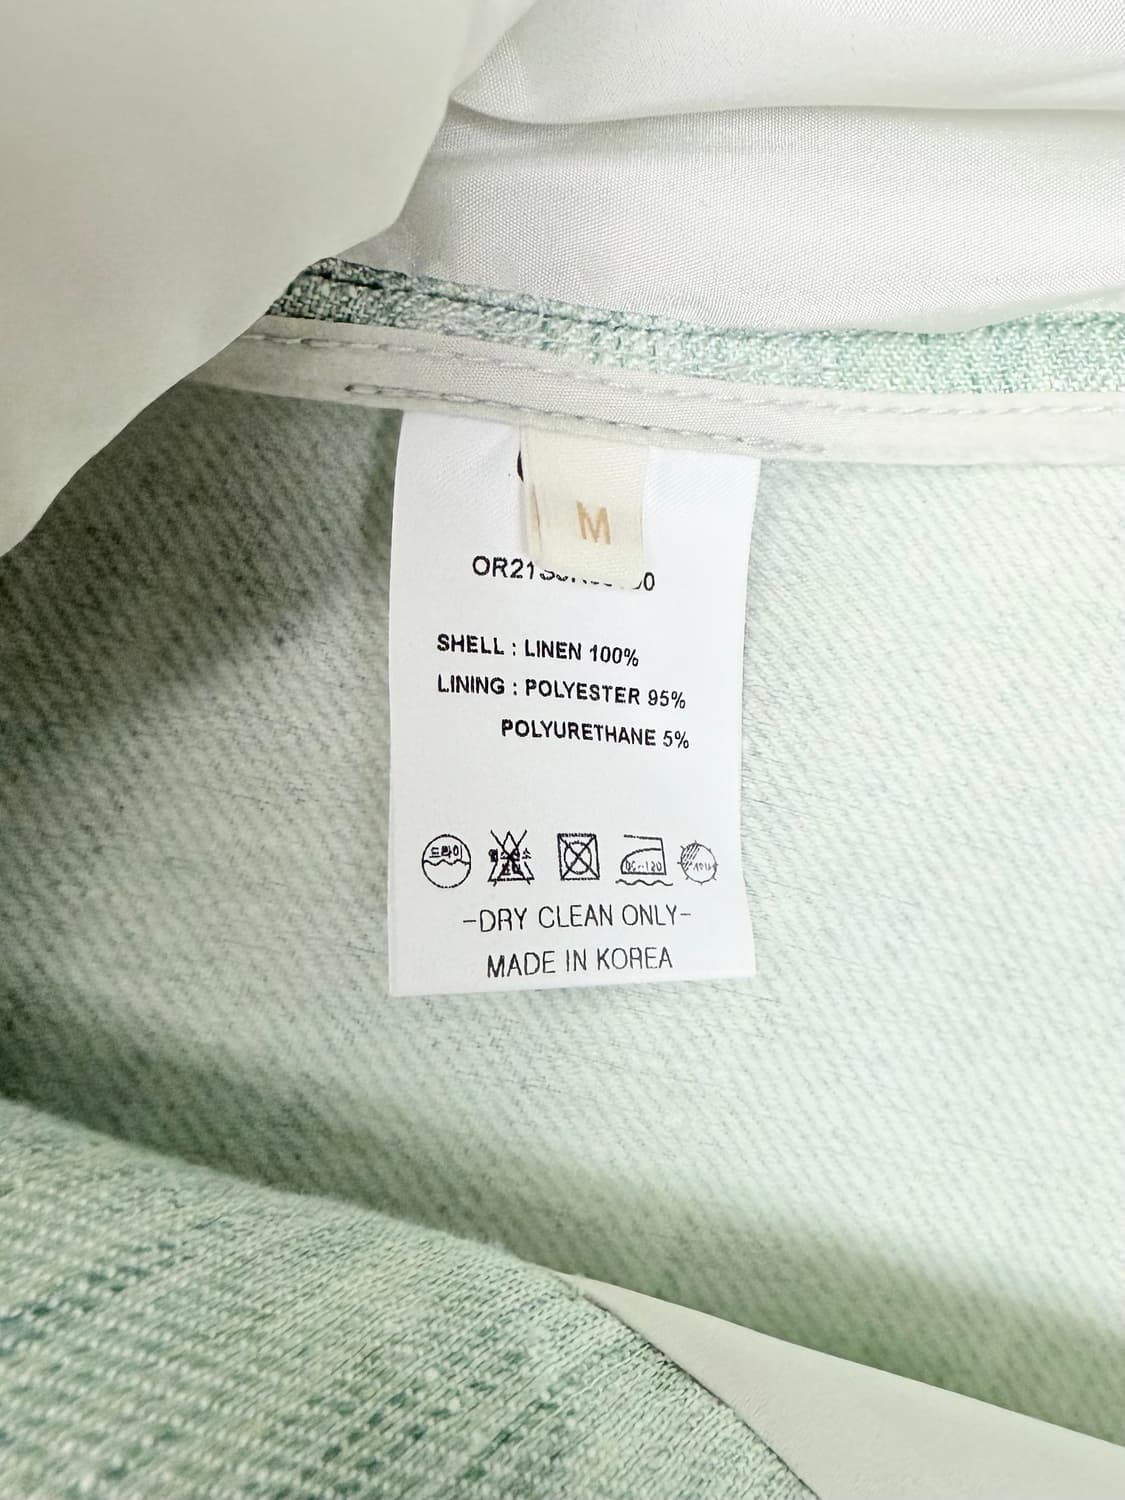 M
SHELL : LINEN 100%
LINING : POLYESTER 95%
POLYURETHANE 5%
드라이
-DRY CLEAN ONLY-
MADE IN KOREA